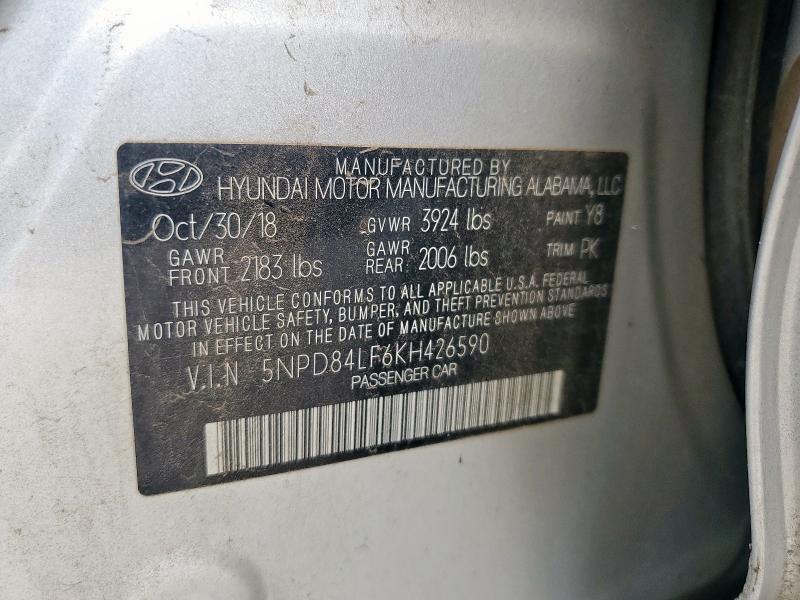 MANUFACTURED BY
HYUNDAI MOTOR MANUFACTURING ALABAMA, LLC
Oct/30/18 GVWR 3924 lbs PAINT Y8
GAWR FRONT 2183 lbs GAWR REAR 2006 lbs TRIM PK
THIS VEHICLE CONFORMS TO ALL APPLICABLE U.S.A. FEDERAL
MOTOR VEHICLE SAFETY, BUMPER, AND THEFT PREVENTION STANDARDS
IN EFFECT ON THE DATE OF MANUFACTURE SHOWN ABOVE
V.I.N 5NPD84LF6KH426590
PASSENGER CAR